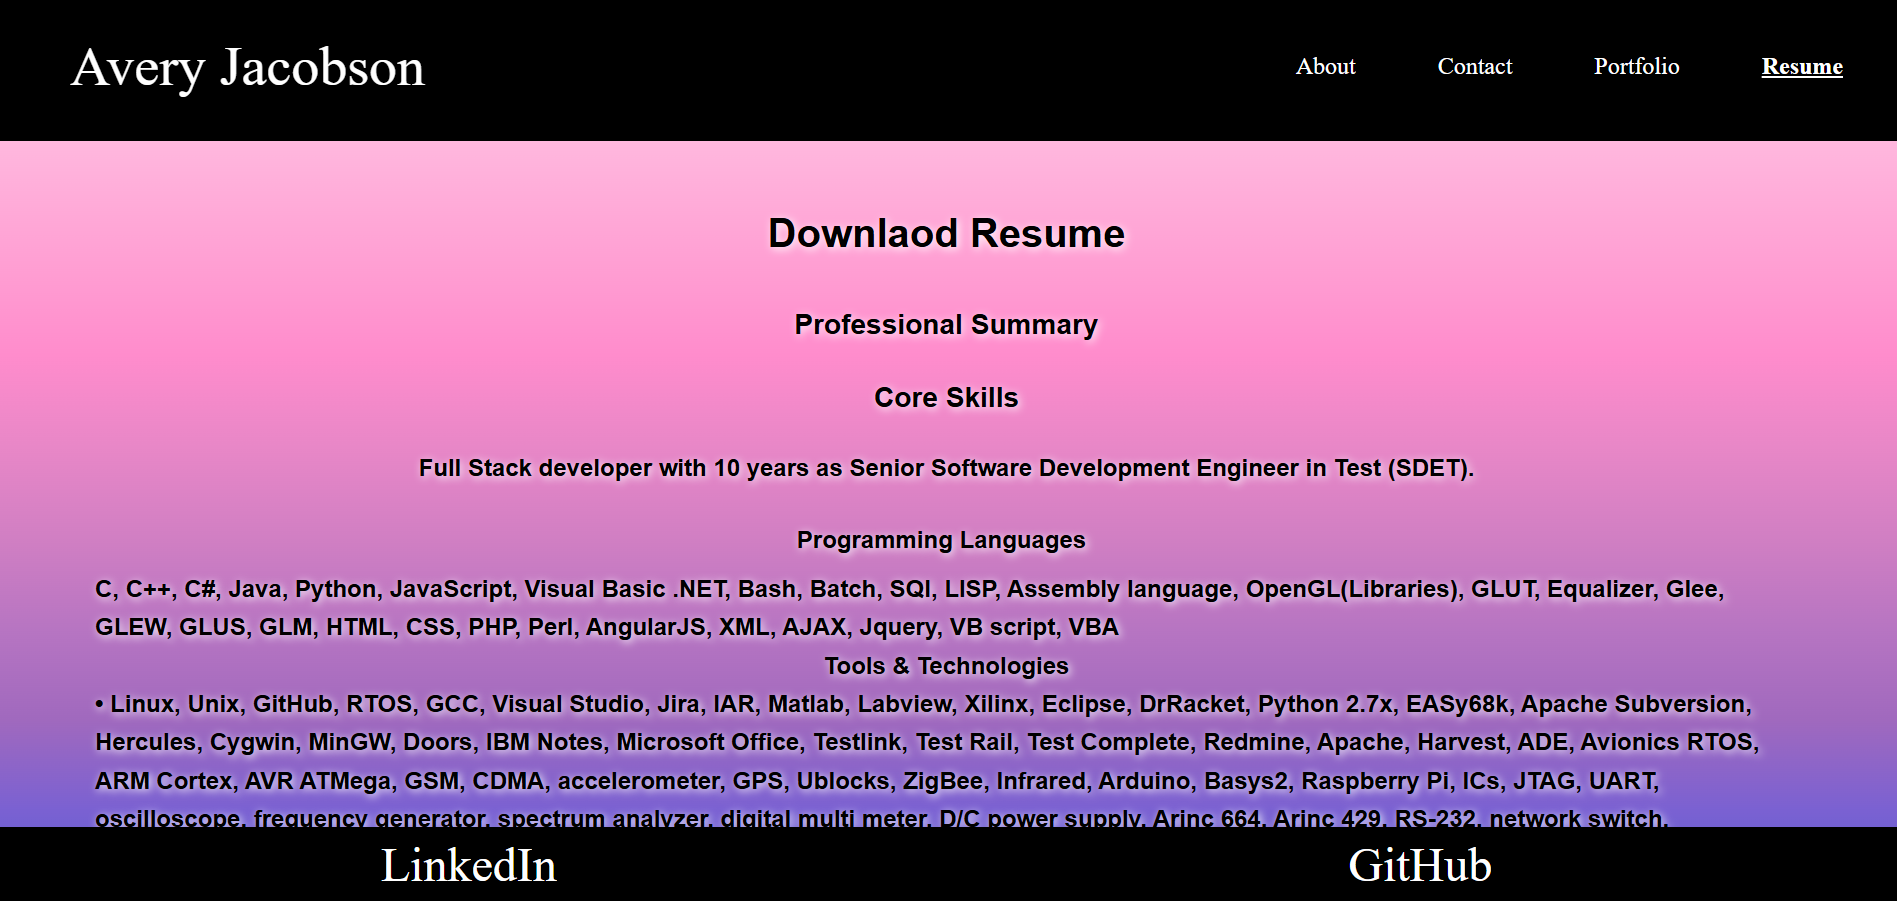 Avery Jacobson
About Contact Portfolio Resume
Downlaod Resume
Professional Summary
Core Skills
Full Stack developer with 10 years as Senior Software Development Engineer in Test (SDET).
Programming Languages
C, C++, C#, Java, Python, JavaScript, Visual Basic .NET, Bash, Batch, SQl, LISP, Assembly language, OpenGL(Libraries), GLUT, Equalizer, Glee,
GLEW, GLUS, GLM, HTML, CSS, PHP, Perl, AngularJS, XML, AJAX, Jquery, VB script, VBA
Tools & Technologies
• Linux, Unix, GitHub, RTOS, GCC, Visual Studio, Jira, IAR, Matlab, Labview, Xilinx, Eclipse, DrRacket, Python 2.7x, EASy68k, Apache Subversion,
Hercules, Cygwin, MinGW, Doors, IBM Notes, Microsoft Office, Testlink, Test Rail, Test Complete, Redmine, Apache, Harvest, ADE, Avionics RTOS,
ARM Cortex, AVR ATMega, GSM, CDMA, accelerometer, GPS, Ublocks, ZigBee, Infrared, Arduino, Basys2, Raspberry Pi, ICs, JTAG, UART,
oscilloscope, frequency generator, spectrum analyzer, digital multi meter, D/C power supply, Arinc 664, Arinc 429, RS-232, network switch,
LinkedIn GitHub